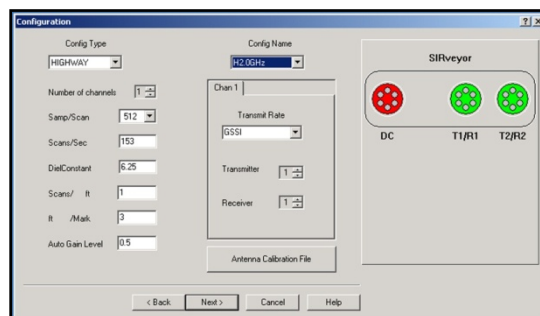 Configuration
Config Type
HIGHWAY
Config Name
H2.0GHz
Number of channels 1
Samp/Scan 512
Scans/Sec 153
DielConstant 6.25
Scans/ ft 1
ft /Mark 3
Auto Gain Level 0.5
Chan 1
Transmit Rate
GSSI
Transmitter 1
Receiver 1
Antenna Calibration File
SIRveyor
DC T1/R1 T2/R2
< Back Next > Cancel Help